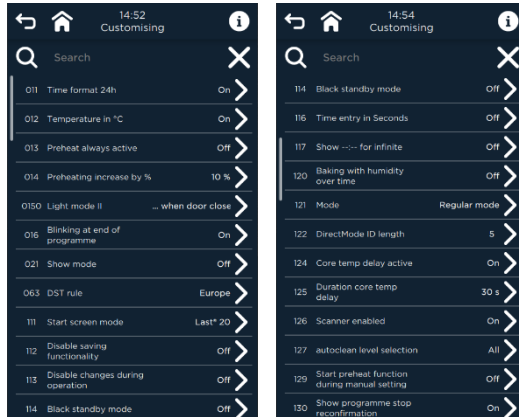 14:52
Customising
i
Search
011 Time format 24h On
012 Temperature in °C On
013 Preheat always active Off
014 Preheating increase by % 10 %
0150 Light mode II ... when door close
016 Blinking at end of
programme On
021 Show mode Off
063 DST rule Europe
111 Start screen mode Last* 20
112 Disable saving
functionality Off
113 Disable changes during
operation Off
114 Black standby mode Off
14:54
Customising
i
Search
114 Black standby mode Off
116 Time entry in Seconds Off
117 Show --:-- for infinite Off
120 Baking with humidity
over time Off
121 Mode Regular mode
122 DirectMode ID length 5
124 Core temp delay active On
125 Duration core temp
delay 30 s
126 Scanner enabled On
127 autoclean level selection All
129 Start preheat function
during manual setting Off
130 Show programme stop
reconfirmation On